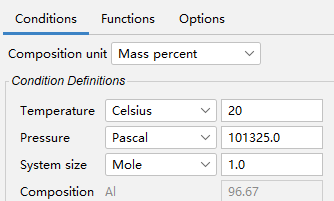 Conditions Functions Options
Composition unit Mass percent
Condition Definitions
Temperature Celsius 20
Pressure Pascal 101325.0
System size Mole 1.0
Composition Al 96.67